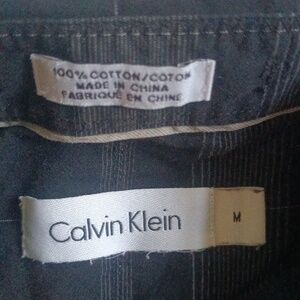 100% COTTON/COTON
MADE IN CHINA
FABRIQUÉ EN CHINE
Calvin Klein
M